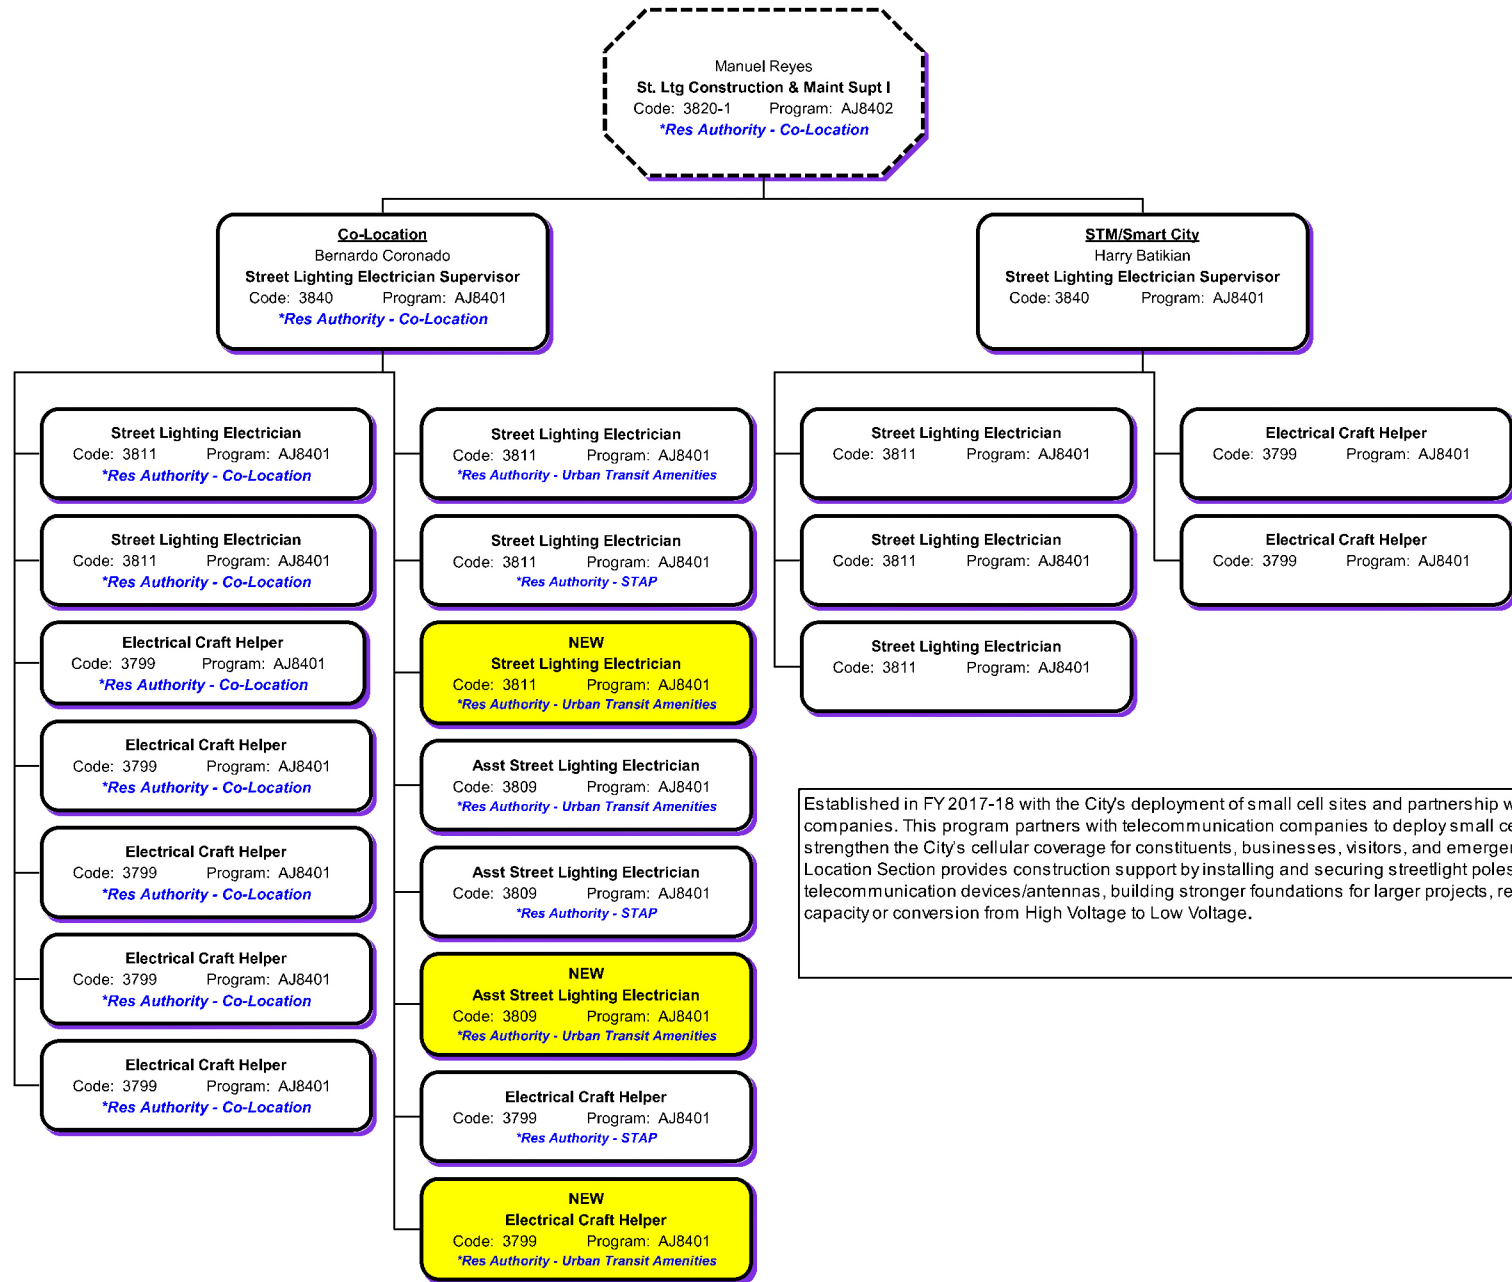 Manuel Reyes
St. Ltg Construction & Maint Supt I
Code: 3820-1 Program: AJ8402
*Res Authority - Co-Location
Co-Location
Bernardo Coronado
Street Lighting Electrician Supervisor
Code: 3840 Program: AJ8401
*Res Authority - Co-Location
STM/Smart City
Harry Batikian
Street Lighting Electrician Supervisor
Code: 3840 Program: AJ8401
Street Lighting Electrician
Code: 3811 Program: AJ8401
*Res Authority - Co-Location
Street Lighting Electrician
Code: 3811 Program: AJ8401
*Res Authority - Co-Location
Electrical Craft Helper
Code: 3799 Program: AJ8401
*Res Authority - Co-Location
Electrical Craft Helper
Code: 3799 Program: AJ8401
*Res Authority - Co-Location
Electrical Craft Helper
Code: 3799 Program: AJ8401
*Res Authority - Co-Location
Electrical Craft Helper
Code: 3799 Program: AJ8401
*Res Authority - Co-Location
Electrical Craft Helper
Code: 3799 Program: AJ8401
*Res Authority - Co-Location
Street Lighting Electrician
Code: 3811 Program: AJ8401
*Res Authority - Urban Transit Amenities
Street Lighting Electrician
Code: 3811 Program: AJ8401
*Res Authority - STAP
NEW
Street Lighting Electrician
Code: 3811 Program: AJ8401
*Res Authority - Urban Transit Amenities
Asst Street Lighting Electrician
Code: 3809 Program: AJ8401
*Res Authority - Urban Transit Amenities
Asst Street Lighting Electrician
Code: 3809 Program: AJ8401
*Res Authority - STAP
NEW
Asst Street Lighting Electrician
Code: 3809 Program: AJ8401
*Res Authority - Urban Transit Amenities
Electrical Craft Helper
Code: 3799 Program: AJ8401
*Res Authority - STAP
NEW
Electrical Craft Helper
Code: 3799 Program: AJ8401
*Res Authority - Urban Transit Amenities
Street Lighting Electrician
Code: 3811 Program: AJ8401
Street Lighting Electrician
Code: 3811 Program: AJ8401
Street Lighting Electrician
Code: 3811 Program: AJ8401
Electrical Craft Helper
Code: 3799 Program: AJ8401
Electrical Craft Helper
Code: 3799 Program: AJ8401
Established in FY 2017-18 with the City's deployment of small cell sites and partnership
companies. This program partners with telecommunication companies to deploy small
strengthen the City's cellular coverage for constituents, businesses, visitors, and
Location Section provides construction support by installing and securing streetlight poles
telecommunication devices/antennas, building stronger foundations for larger projects,
capacity or conversion from High Voltage to Low Voltage.